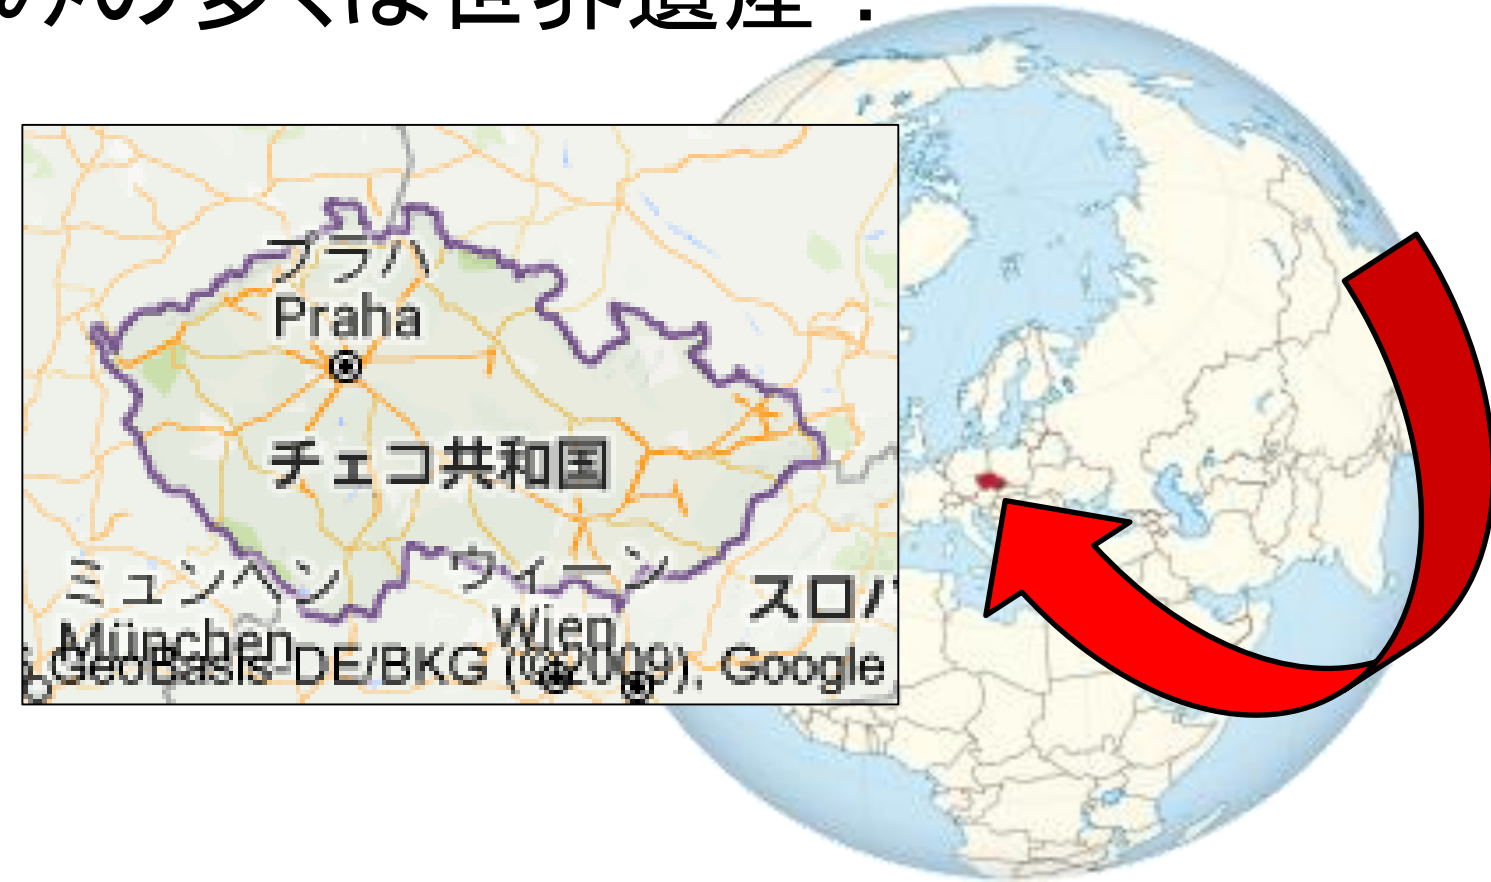 みの多くは世界遺産！
プラハ
Praha
チェコ共和国
ミュンヘン
München
ウィーン
Wien
スロバ
GeoBasis-DE/BKG (©2009), Google